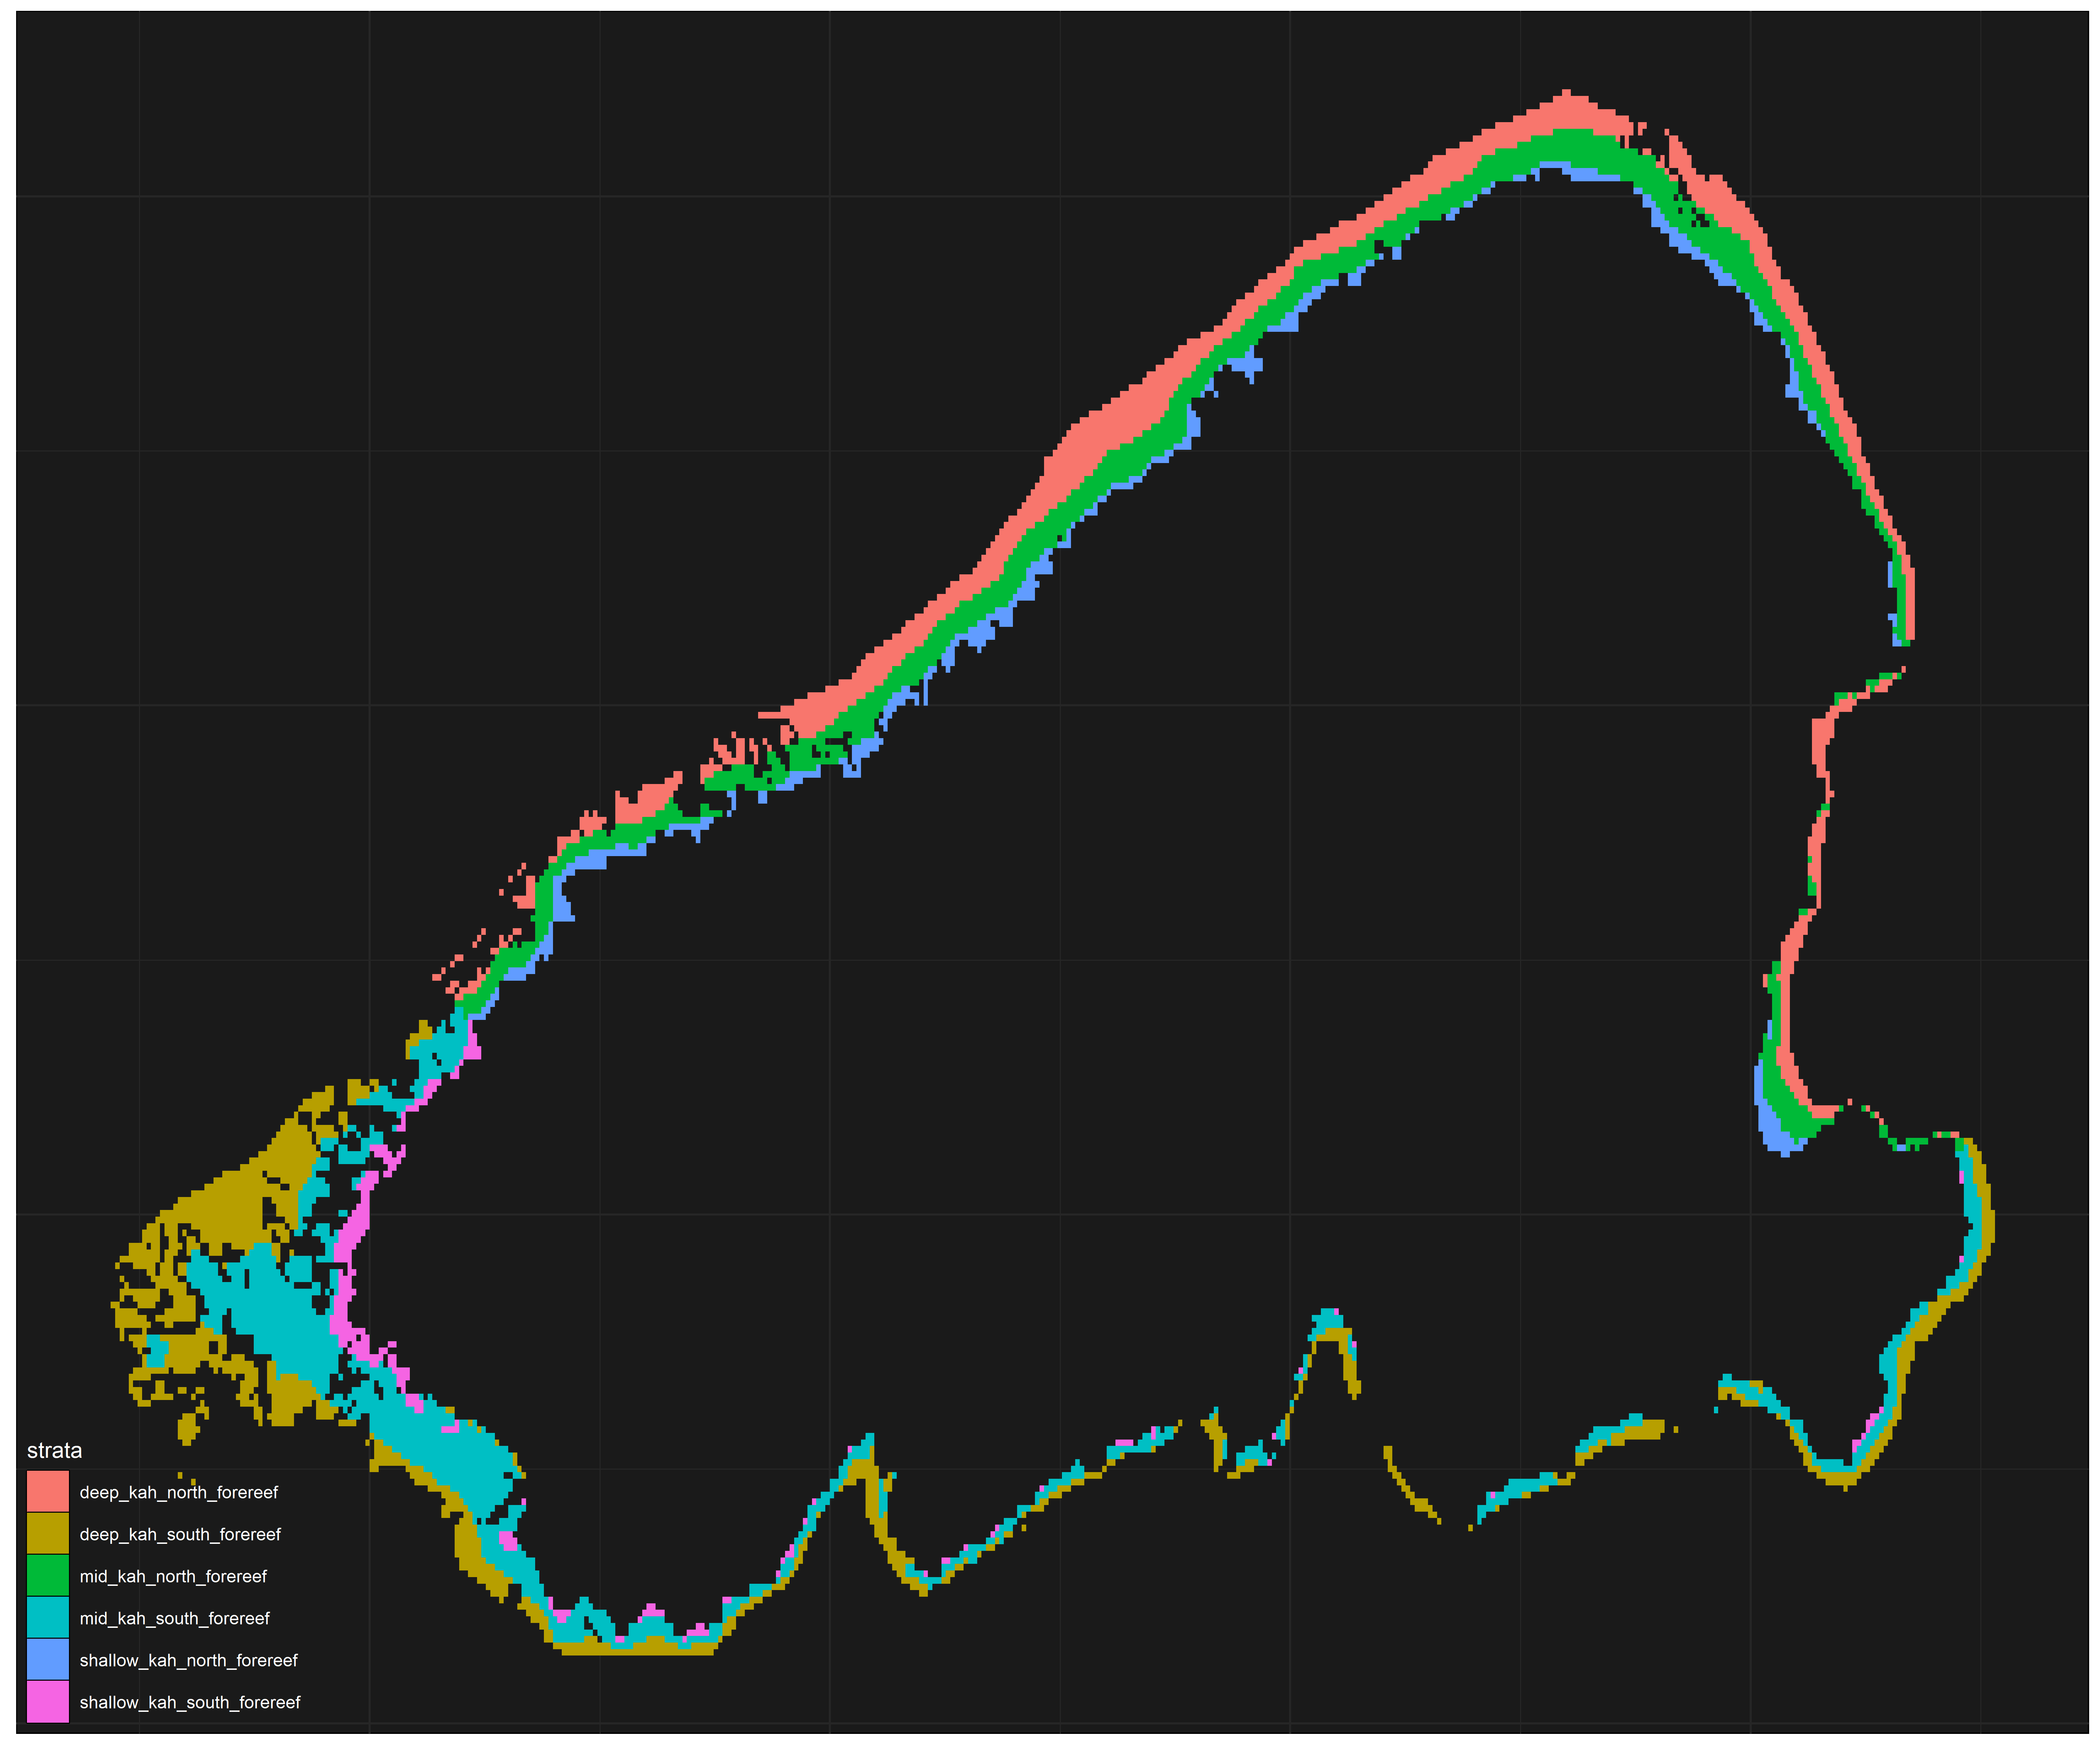 strata
deep_kah_north_forereef
deep_kah_south_forereef
mid_kah_north_forereef
mid_kah_south_forereef
shallow_kah_north_forereef
shallow_kah_south_forereef